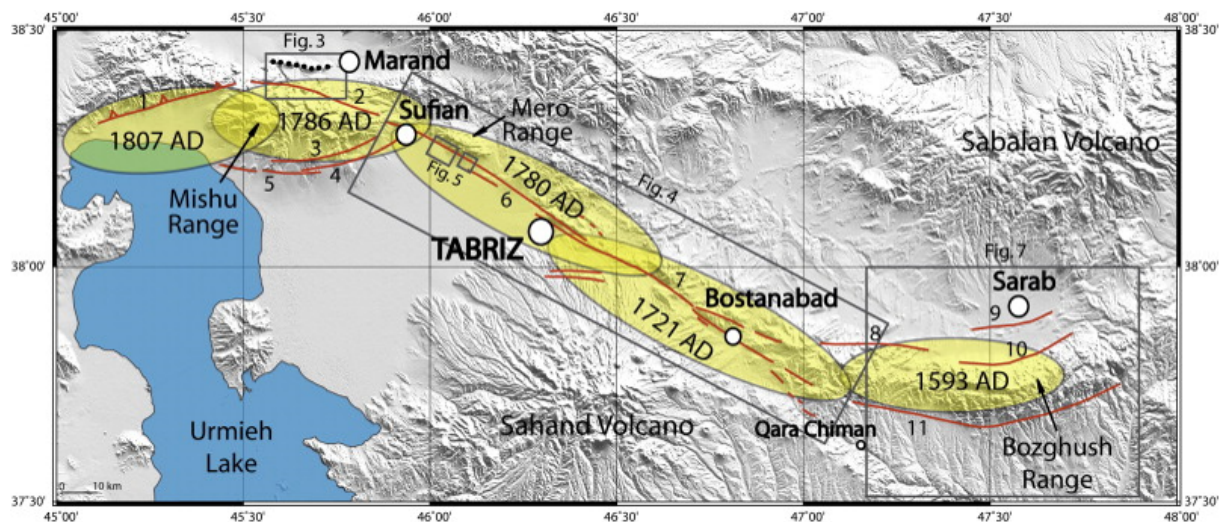 45°00' 45°30' 46°00' 46°30' 47°00' 47°30' 48°00'
38°30' 38°30'
Fig. 3
Marand
1
2
Sufian
Mero
Range
1807 AD
1786 AD
3
4
5
Mishu
Range
Fig. 5
6
1780 AD
Fig. 4
Sabalan Volcano
TABRIZ
38°00' 38°00'
7
Bostanabad
1721 AD
Fig. 7
Sarab
9
8
10
1593 AD
11
Qara Chiman
Bozghush
Range
Sahand Volcano
Urmieh
Lake
0 10 km
37°30' 37°30'
45°00' 45°30' 46°00' 46°30' 47°00' 47°30' 48°00'